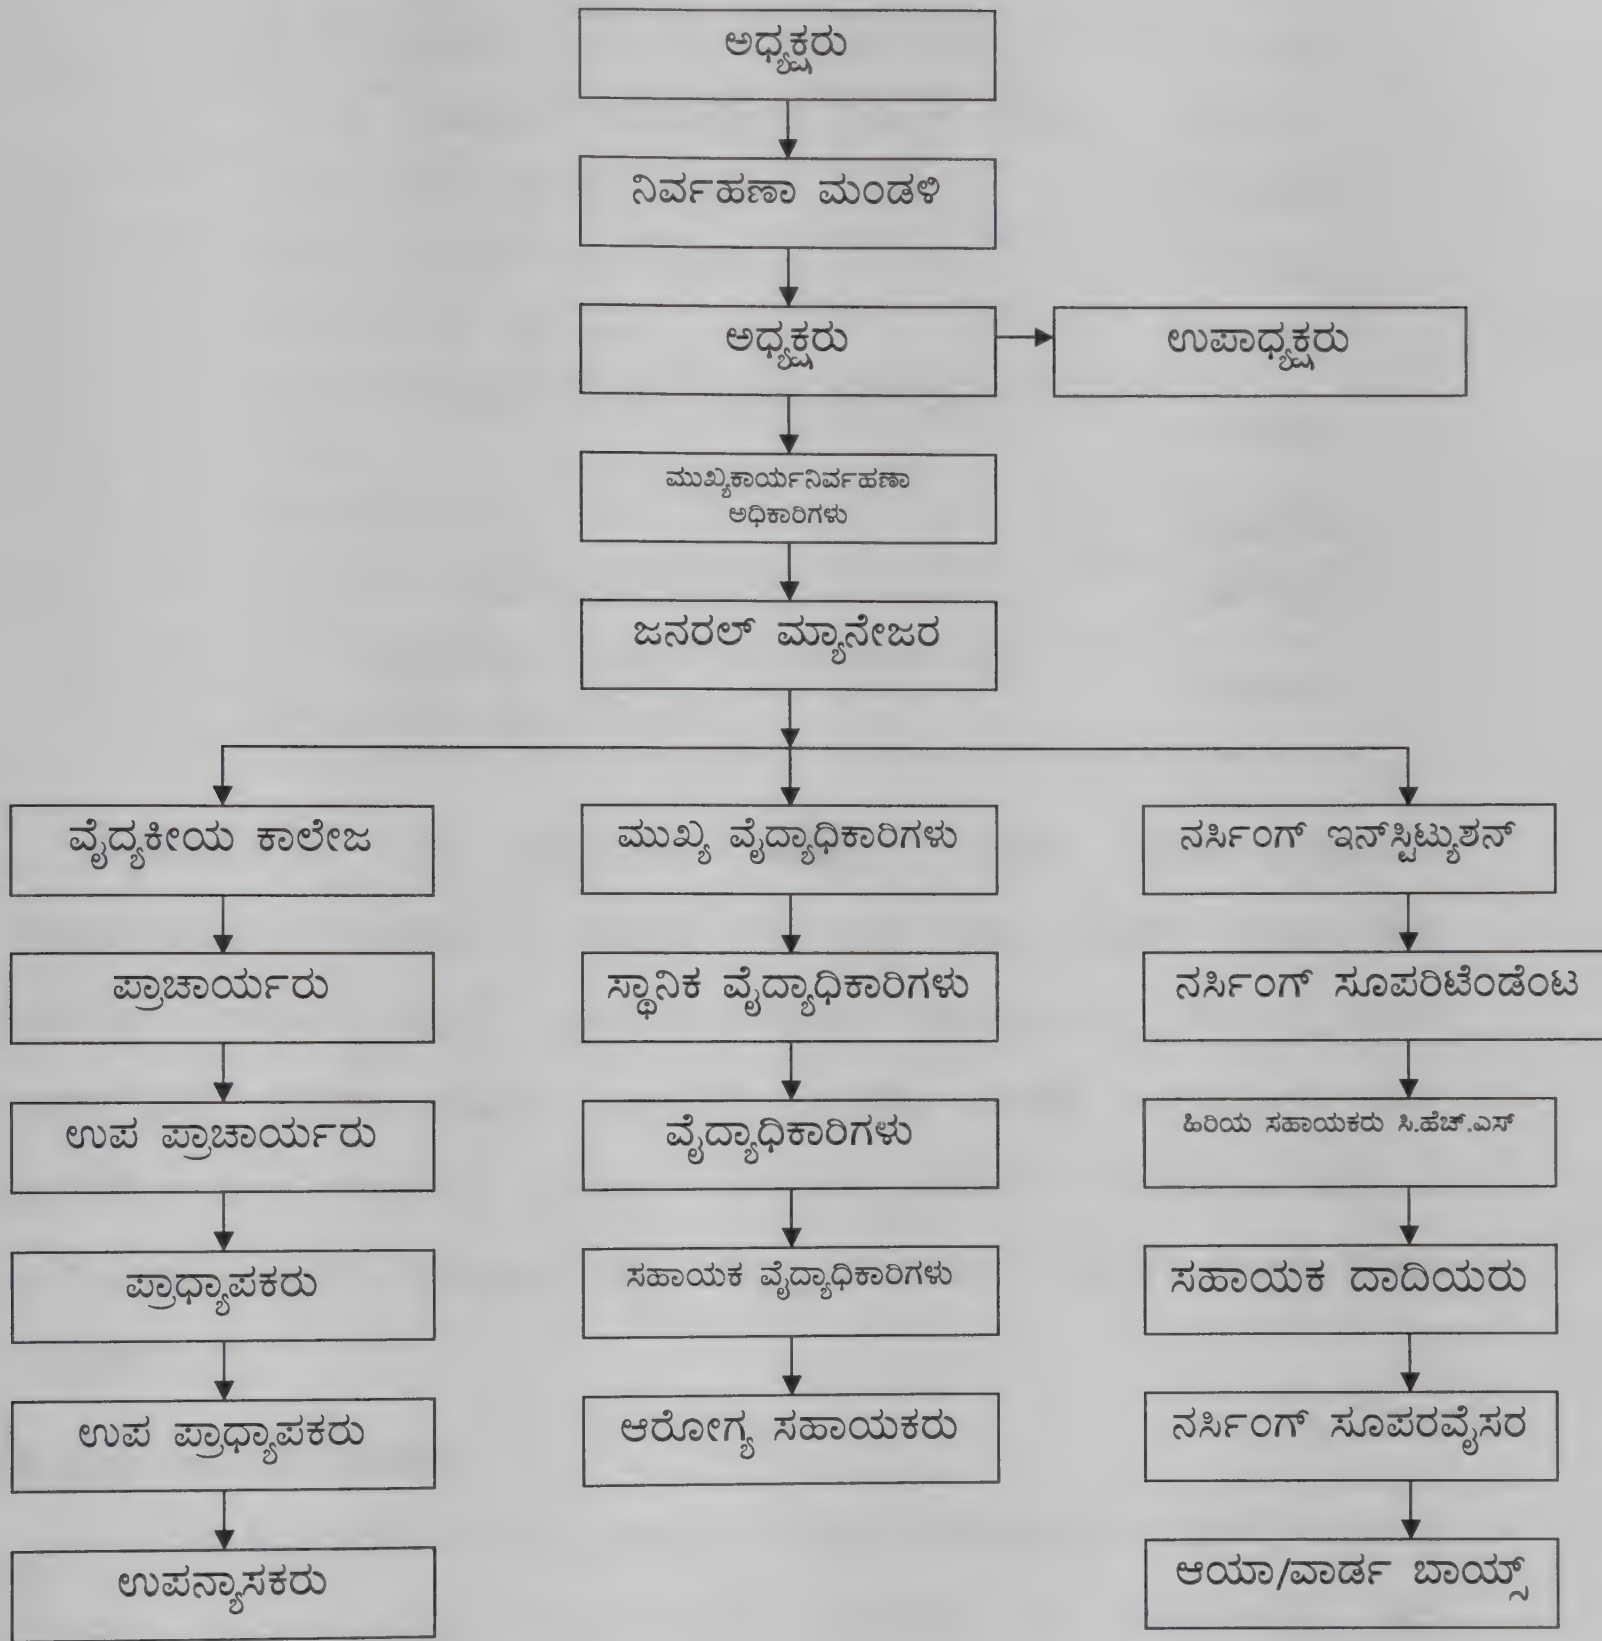 ಅಧ್ಯಕ್ಷರು
ನಿರ್ವಹಣಾ ಮಂಡಳಿ
ಅಧ್ಯಕ್ಷರು
ಉಪಾಧ್ಯಕ್ಷರು
ಮುಖ್ಯಕಾರ್ಯನಿರ್ವಹಣಾ
ಅಧಿಕಾರಿಗಳು
ಜನರಲ್ ಮ್ಯಾನೇಜರ
ವೈದ್ಯಕೀಯ ಕಾಲೇಜ
ಪ್ರಾಚಾರ್ಯರು
ಉಪ ಪ್ರಾಚಾರ್ಯರು
ಪ್ರಾಧ್ಯಾಪಕರು
ಉಪ ಪ್ರಾಧ್ಯಾಪಕರು
ಉಪನ್ಯಾಸಕರು
ಮುಖ್ಯ ವೈದ್ಯಾಧಿಕಾರಿಗಳು
ಸ್ಥಾನಿಕ ವೈದ್ಯಾಧಿಕಾರಿಗಳು
ವೈದ್ಯಾಧಿಕಾರಿಗಳು
ಸಹಾಯಕ ವೈದ್ಯಾಧಿಕಾರಿಗಳು
ಆರೋಗ್ಯ ಸಹಾಯಕರು
ನರ್ಸಿಂಗ್ ಇನ್‌ಸ್ಟಿಟ್ಯುಶನ್
ನರ್ಸಿಂಗ್ ಸೂಪರಿಟೆಂಡೆಂಟ
ಹಿರಿಯ ಸಹಾಯಕರು ಸಿ.ಹೆಚ್.ಎಸ್
ಸಹಾಯಕ ದಾದಿಯರು
ನರ್ಸಿಂಗ್ ಸೂಪರವೈಸರ
ಆಯಾ/ವಾರ್ಡ ಬಾಯ್ಸ್